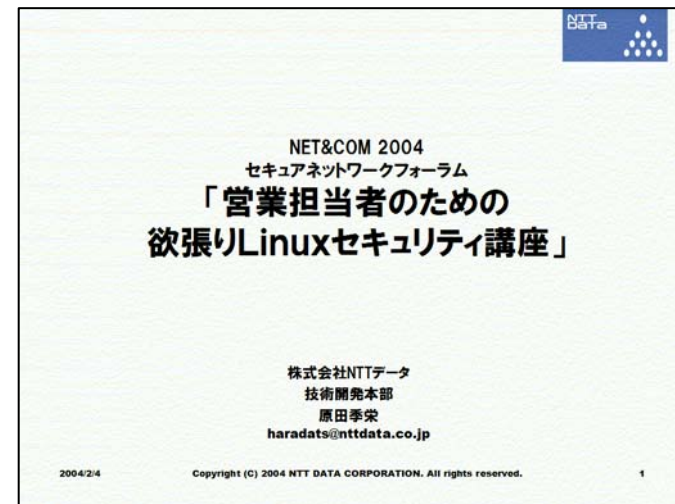 NTT
DATA
NET&COM 2004
セキュアネットワークフォーラム
「営業担当者のための
欲張りLinuxセキュリティ講座」
株式会社NTTデータ
技術開発本部
原田季栄
haradats@nttdata.co.jp
2004/2/4 Copyright (C) 2004 NTT DATA CORPORATION. All rights reserved. 1